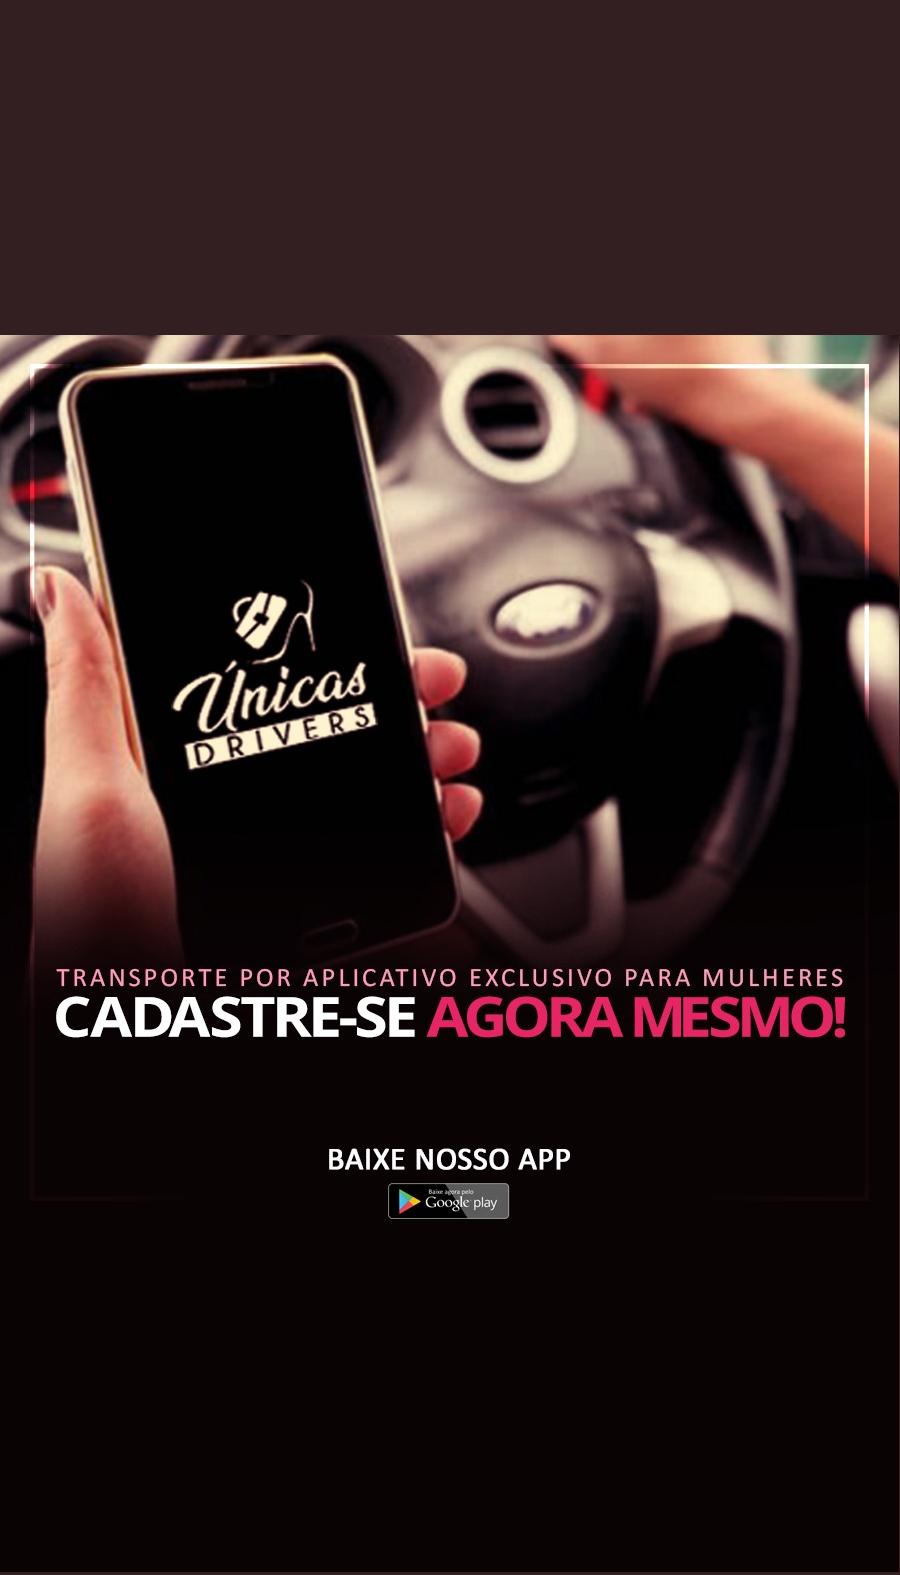 Únicas
DRIVERS
TRANSPORTE POR APLICATIVO EXCLUSIVO PARA MULHERES
CADASTRE-SE AGORA MESMO!
BAIXE NOSSO APP
Baixe agora pelo
Google play